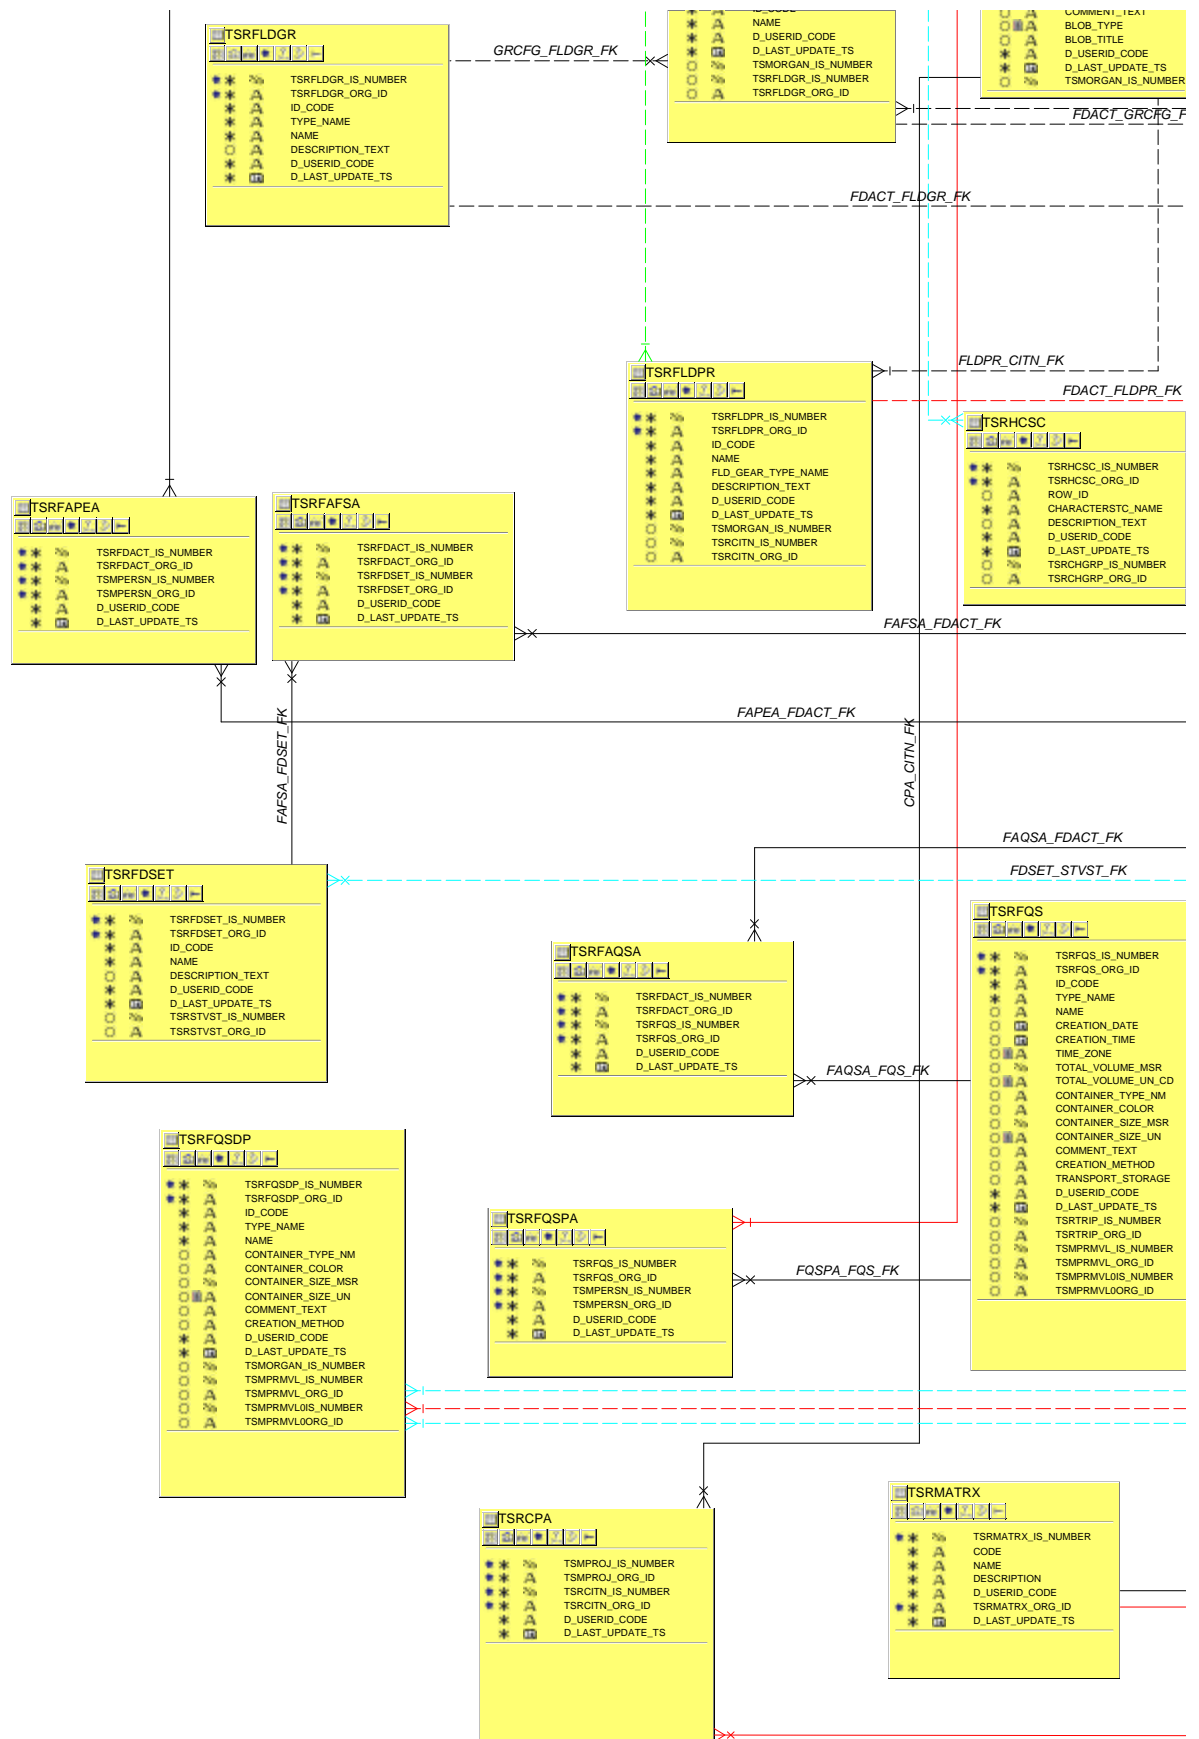 TSRFLDGR
TSRFLDGR_IS_NUMBER
TSRFLDGR_ORG_ID
ID_CODE
TYPE_NAME
NAME
DESCRIPTION_TEXT
D_USERID_CODE
D_LAST_UPDATE_TS
GRCFG_FLDGR_FK
ID_CODE
NAME
D_USERID_CODE
D_LAST_UPDATE_TS
TSMORGAN_IS_NUMBER
TSRFLDGR_IS_NUMBER
TSRFLDGR_ORG_ID
COMMENT_TEXT
BLOB_TYPE
BLOB_TITLE
D_USERID_CODE
D_LAST_UPDATE_TS
TSMORGAN_IS_NUMBER
FDACT_GRCFG_F
FDACT_FLDGR_FK
FLDPR_CITN_FK
FDACT_FLDPR_FK
TSRFLDPR
TSRFLDPR_IS_NUMBER
TSRFLDPR_ORG_ID
ID_CODE
NAME
FLD_GEAR_TYPE_NAME
DESCRIPTION_TEXT
D_USERID_CODE
D_LAST_UPDATE_TS
TSMORGAN_IS_NUMBER
TSRCITN_IS_NUMBER
TSRCITN_ORG_ID
TSRHCSC
TSRHCSC_IS_NUMBER
TSRHCSC_ORG_ID
ROW_ID
CHARACTERSTC_NAME
DESCRIPTION_TEXT
D_USERID_CODE
D_LAST_UPDATE_TS
TSRCHGRP_IS_NUMBER
TSRCHGRP_ORG_ID
TSRFAPEA
TSRFDACT_IS_NUMBER
TSRFDACT_ORG_ID
TSMPERSN_IS_NUMBER
TSMPERSN_ORG_ID
D_USERID_CODE
D_LAST_UPDATE_TS
TSRFAFSA
TSRFDACT_IS_NUMBER
TSRFDACT_ORG_ID
TSRFDSET_IS_NUMBER
TSRFDSET_ORG_ID
D_USERID_CODE
D_LAST_UPDATE_TS
FAFSA_FDACT_FK
FAPEA_FDACT_FK
FAFSA_FDSET_FK
CPA_CITN_FK
FAQSA_FDACT_FK
FDSET_STVST_FK
TSRFDSET
TSRFDSET_IS_NUMBER
TSRFDSET_ORG_ID
ID_CODE
NAME
DESCRIPTION_TEXT
D_USERID_CODE
D_LAST_UPDATE_TS
TSRSTVST_IS_NUMBER
TSRSTVST_ORG_ID
TSRFAQSA
TSRFDACT_IS_NUMBER
TSRFDACT_ORG_ID
TSRFQS_IS_NUMBER
TSRFQS_ORG_ID
D_USERID_CODE
D_LAST_UPDATE_TS
FAQSA_FQS_FK
TSRFQS
TSRFQS_IS_NUMBER
TSRFQS_ORG_ID
ID_CODE
TYPE_NAME
NAME
CREATION_DATE
CREATION_TIME
TIME_ZONE
TOTAL_VOLUME_MSR
TOTAL_VOLUME_UN_CD
CONTAINER_TYPE_NM
CONTAINER_COLOR
CONTAINER_SIZE_MSR
CONTAINER_SIZE_UN
COMMENT_TEXT
CREATION_METHOD
TRANSPORT_STORAGE
D_USERID_CODE
D_LAST_UPDATE_TS
TSRTRIP_IS_NUMBER
TSRTRIP_ORG_ID
TSMPRMVL_IS_NUMBER
TSMPRMVL_ORG_ID
TSMPRMVL0IS_NUMBER
TSMPRMVL0ORG_ID
TSRFQSDP
TSRFQSDP_IS_NUMBER
TSRFQSDP_ORG_ID
ID_CODE
TYPE_NAME
NAME
CONTAINER_TYPE_NM
CONTAINER_COLOR
CONTAINER_SIZE_MSR
CONTAINER_SIZE_UN
COMMENT_TEXT
CREATION_METHOD
D_USERID_CODE
D_LAST_UPDATE_TS
TSMORGAN_IS_NUMBER
TSMPRMVL_IS_NUMBER
TSMPRMVL_ORG_ID
TSMPRMVL0IS_NUMBER
TSMPRMVL0ORG_ID
TSRFQSPA
TSRFQS_IS_NUMBER
TSRFQS_ORG_ID
TSMPERSN_IS_NUMBER
TSMPERSN_ORG_ID
D_USERID_CODE
D_LAST_UPDATE_TS
FQSPA_FQS_FK
TSRCPA
TSMPROJ_IS_NUMBER
TSMPROJ_ORG_ID
TSRCITN_IS_NUMBER
TSRCITN_ORG_ID
D_USERID_CODE
D_LAST_UPDATE_TS
TSRMATRX
TSRMATRX_IS_NUMBER
CODE
NAME
DESCRIPTION
D_USERID_CODE
TSRMATRX_ORG_ID
D_LAST_UPDATE_TS